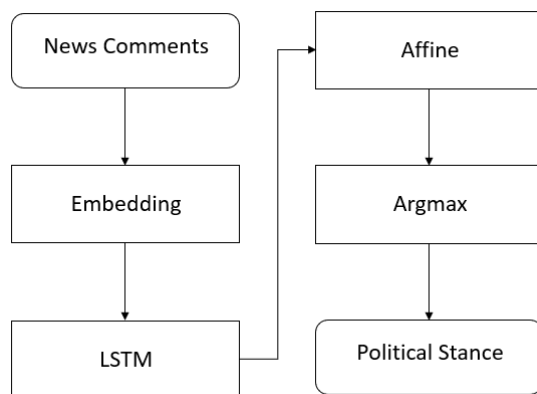 News Comments
Embedding
LSTM
Affine
Argmax
Political Stance